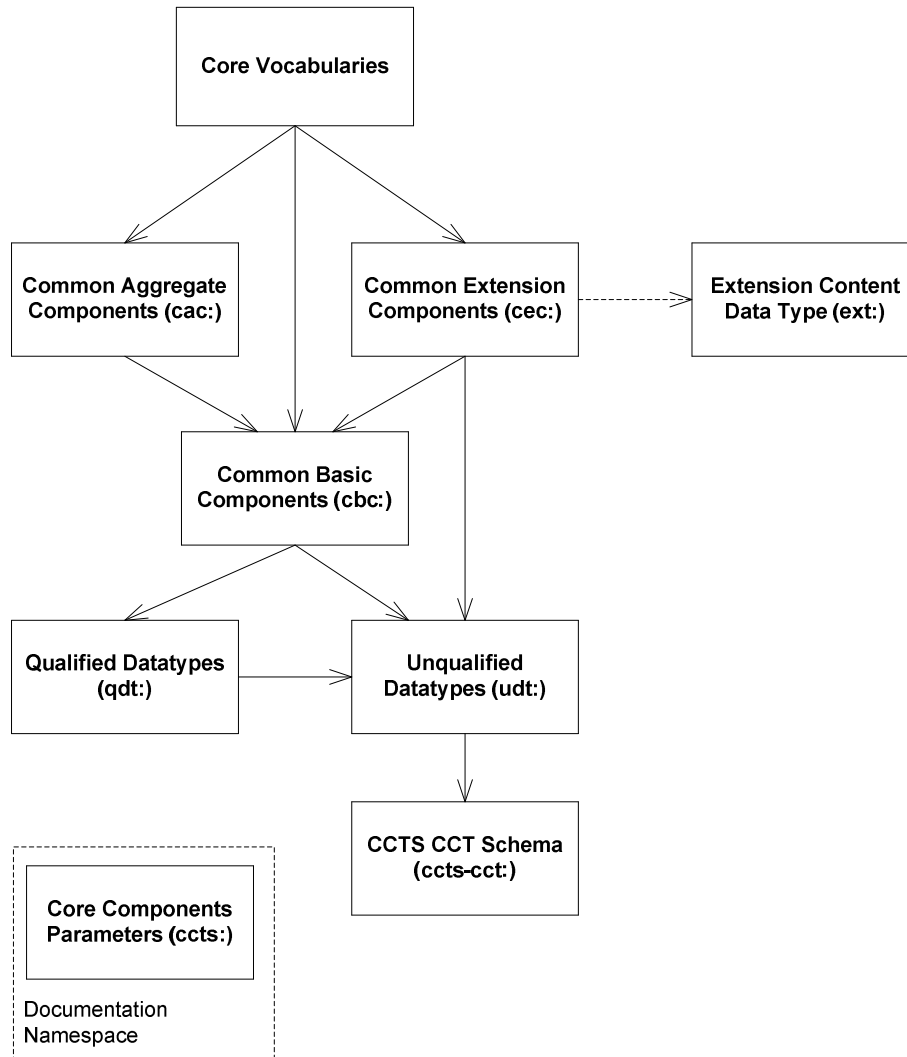 Core Vocabularies
Common Aggregate
Components (cac:)
Common Extension
Components (cec:)
Extension Content
Data Type (ext:)
Common Basic
Components (cbc:)
Qualified Datatypes
(qdt:)
Unqualified
Datatypes (udt:)
CCTS CCT Schema
(ccts-cct:)
Core Components
Parameters (ccts:)
Documentation
Namespace